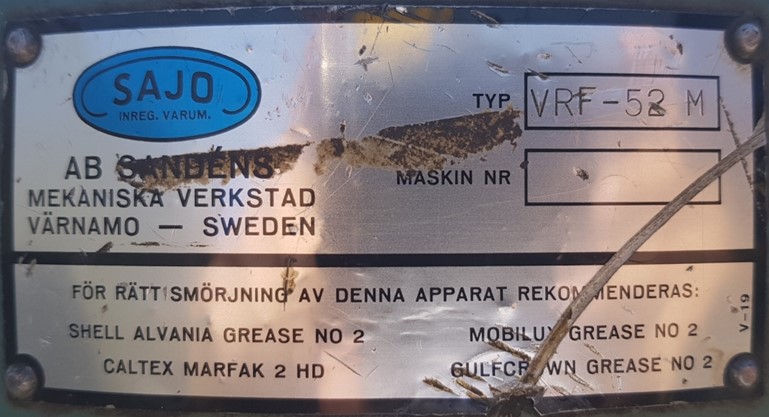 SAJO
INREG. VARUM.
TYP VRF-52 M
AB SANDÉNS
MEKANISKA VERKSTAD
VÄRNAMO — SWEDEN
MASKIN NR
FÖR RÄTT SMÖRJNING AV DENNA APPARAT REKOMMENDERAS:
SHELL ALVANIA GREASE NO 2
MOBILUX GREASE NO 2
CALTEX MARFAK 2 HD
GULFCROWN GREASE NO 2
V-19